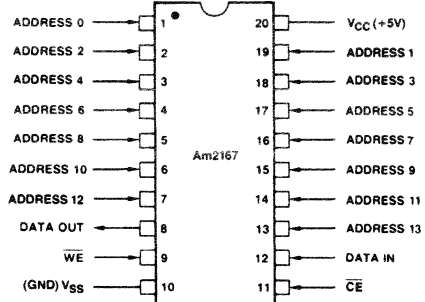 ADDRESS 0 1 20 VCC (+5V)
ADDRESS 2 2 19 ADDRESS 1
ADDRESS 4 3 18 ADDRESS 3
ADDRESS 6 4 17 ADDRESS 5
ADDRESS 8 5 16 ADDRESS 7
Am2167
ADDRESS 10 6 15 ADDRESS 9
ADDRESS 12 7 14 ADDRESS 11
DATA OUT 8 13 ADDRESS 13
W̅E̅ 9 12 DATA IN
(GND) VSS 10 11 C̅E̅